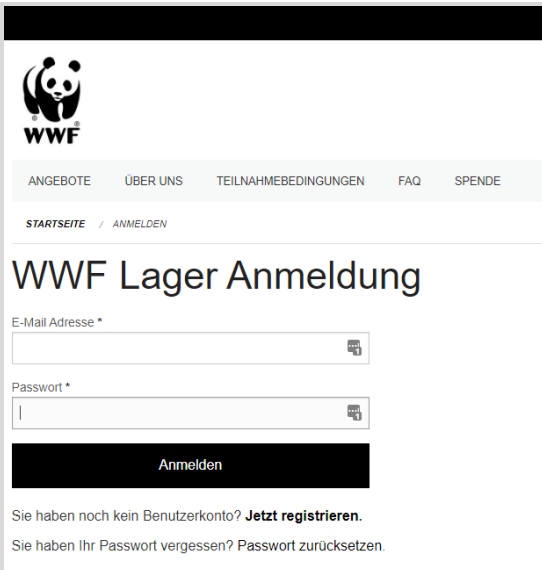 WWF
ANGEBOTE ÜBER UNS TEILNAHMEBEDINGUNGEN FAQ SPENDE
STARTSEITE / ANMELDEN
WWF Lager Anmeldung
E-Mail Adresse *
Passwort *
Anmelden
Sie haben noch kein Benutzerkonto? Jetzt registrieren.
Sie haben Ihr Passwort vergessen? Passwort zurücksetzen.